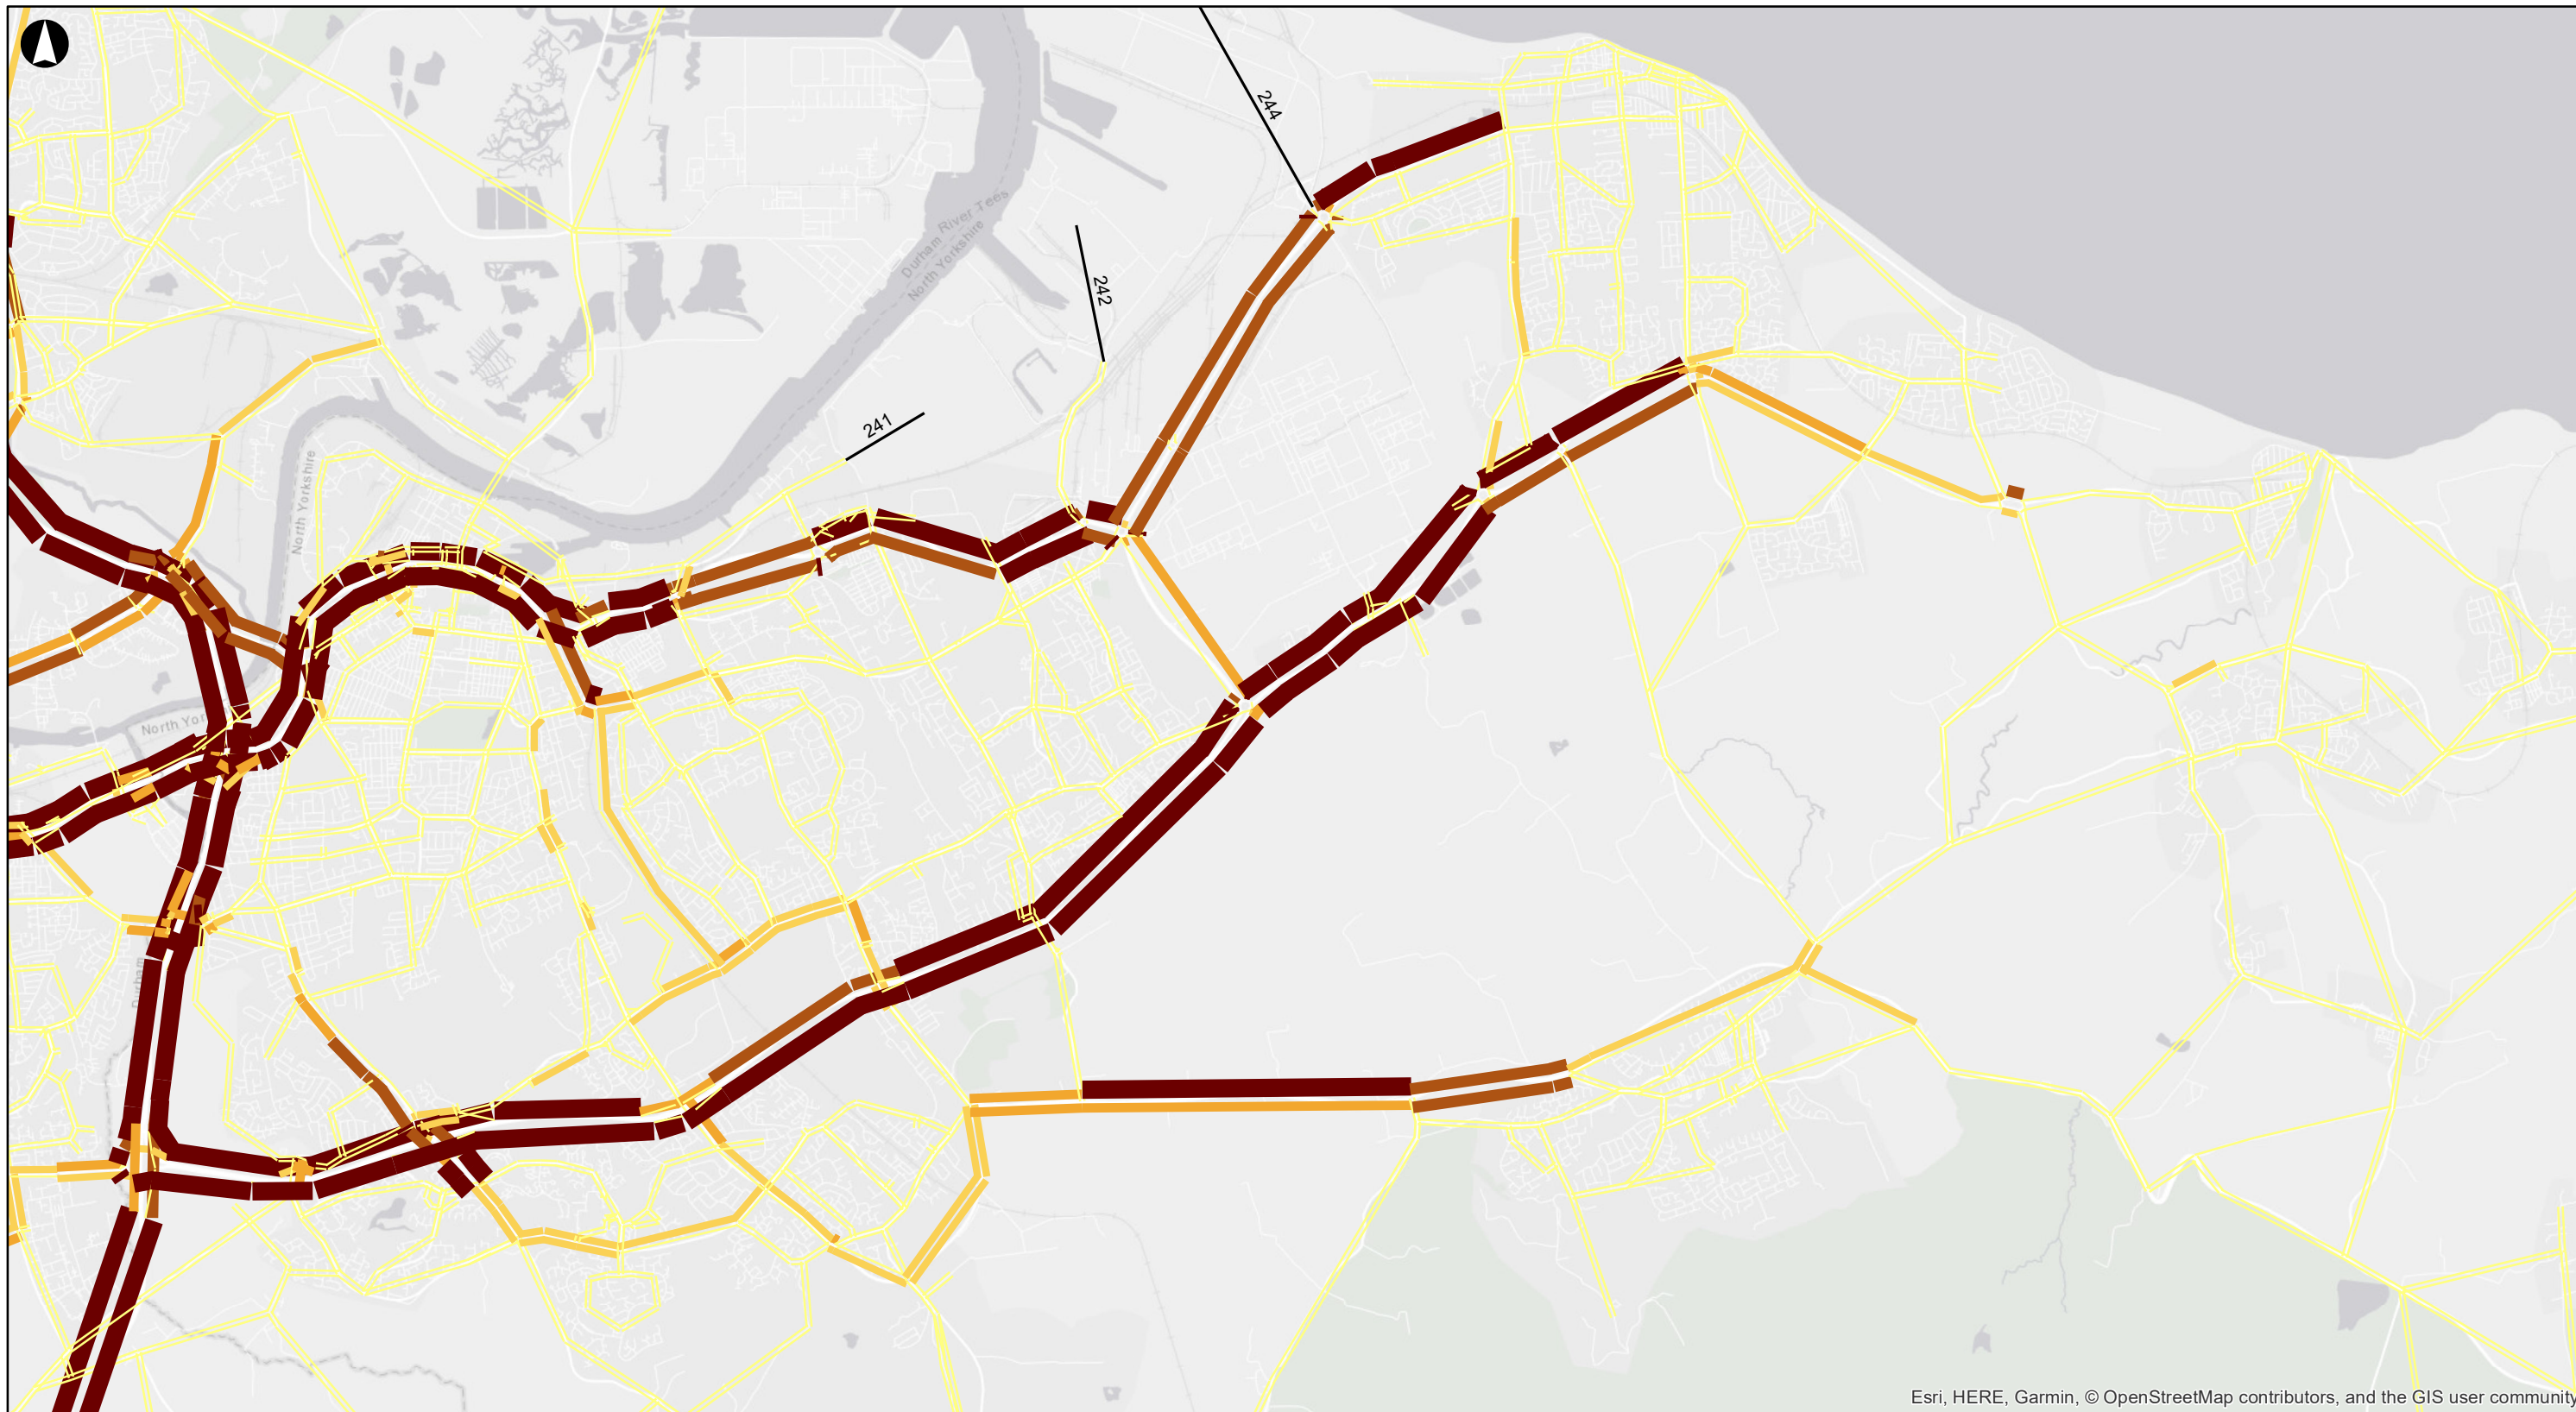 244
Durham River Tees
North Yorkshire
242
241
North Yorkshire
North Yor
Durham
Esri, HERE, Garmin, © OpenStreetMap contributors, and the GIS user community